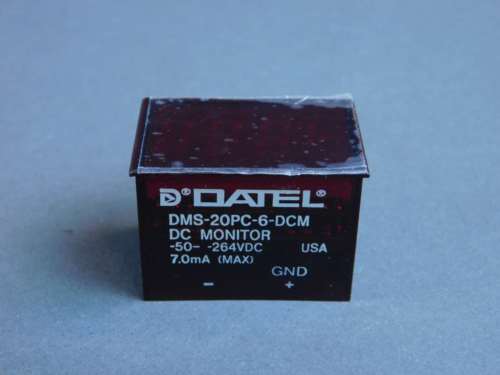 D® DATEL®
DMS-20PC-6-DCM
DC MONITOR
-50- -264VDC USA
7.0mA (MAX)
GND
- +